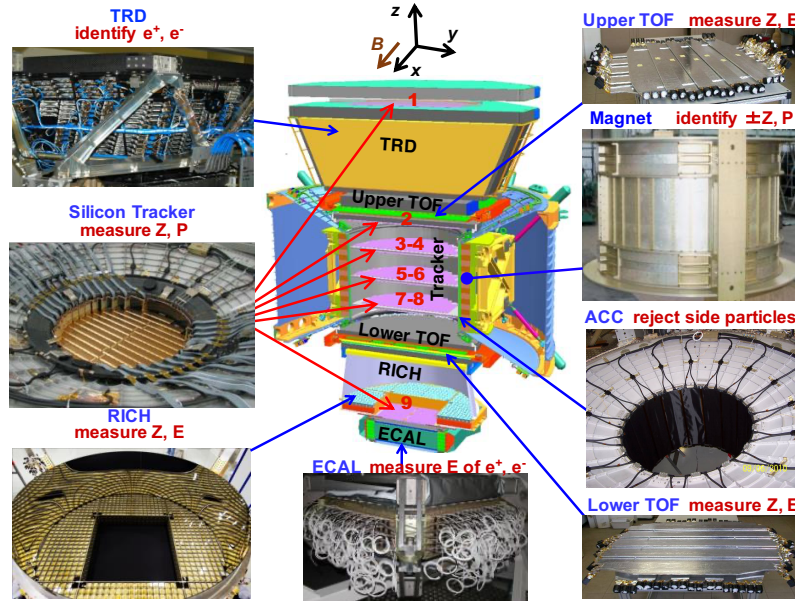 TRD
identify e⁺, e⁻
z
y
B
x
Upper TOF measure Z, E
1
TRD
Magnet identify ±Z, P
Silicon Tracker
measure Z, P
Upper TOF
2
3-4
5-6
7-8
Tracker
Lower TOF
ACC reject side particles
RICH
9
ECAL
RICH
measure Z, E
ECAL measure E of e⁺, e⁻
Lower TOF measure Z, E